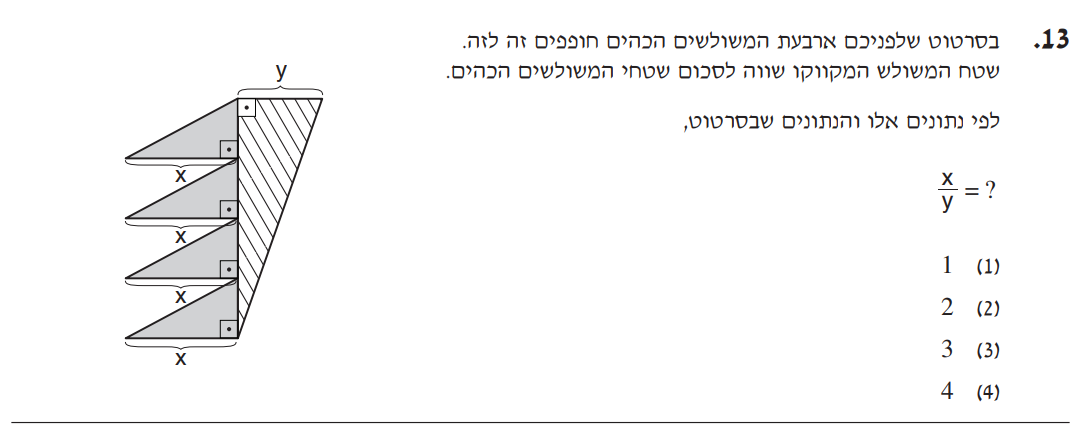 13. בסרטוט שלפניכם ארבעת המשולשים הכהים חופפים זה לזה.
שטח המשולש המקווקו שווה לסכום שטחי המשולשים הכהים.
לפי נתונים אלו והנתונים שבסרטוט,
x/y = ?
(1) 1
(2) 2
(3) 3
(4) 4
y
x
x
x
x